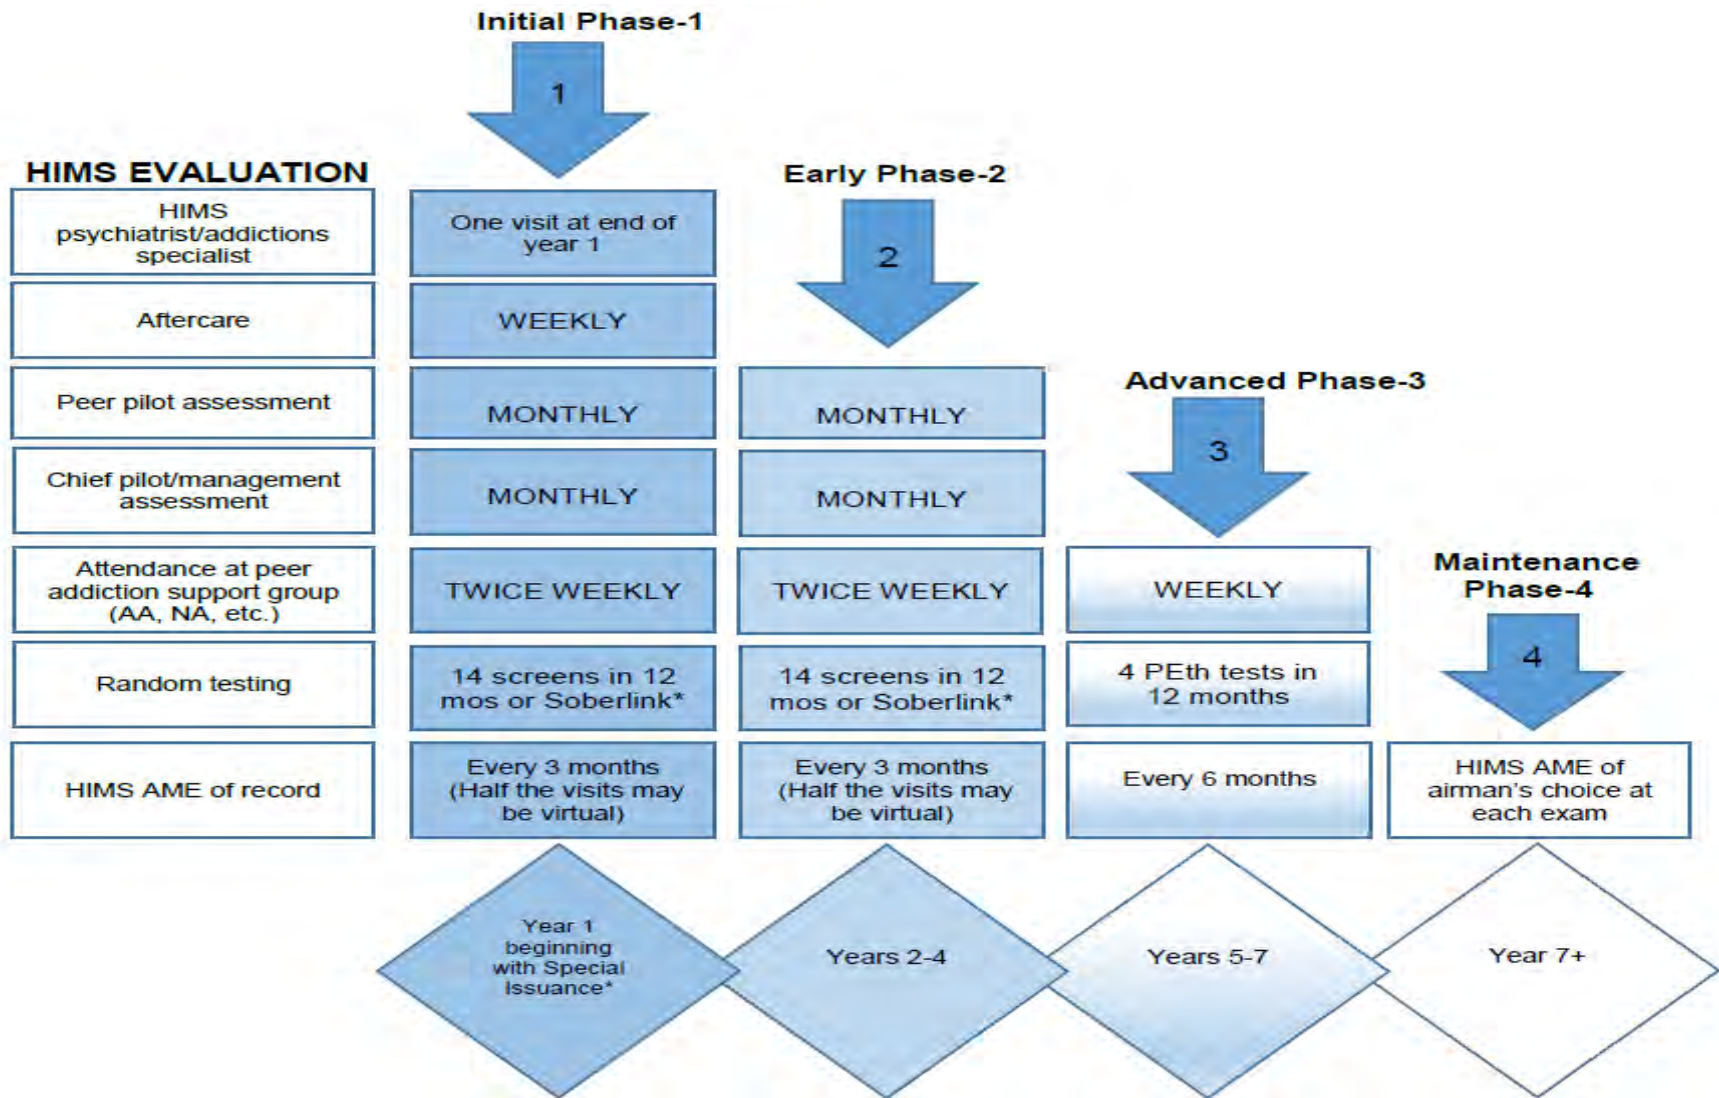 Initial Phase-1
1
HIMS EVALUATION
Early Phase-2
2
HIMS
psychiatrist/addictions
specialist
One visit at end of
year 1
Aftercare
WEEKLY
Advanced Phase-3
3
Peer pilot assessment
MONTHLY
MONTHLY
Chief pilot/management
assessment
MONTHLY
MONTHLY
Maintenance
Phase-4
4
Attendance at peer
addiction support group
(AA, NA, etc.)
TWICE WEEKLY
TWICE WEEKLY
WEEKLY
Random testing
14 screens in 12
mos or Soberlink*
14 screens in 12
mos or Soberlink*
4 PEth tests in
12 months
HIMS AME of record
Every 3 months
(Half the visits may
be virtual)
Every 3 months
(Half the visits may
be virtual)
Every 6 months
HIMS AME of
airman's choice at
each exam
Year 1
beginning
with Special
Issuance*
Years 2-4
Years 5-7
Year 7+